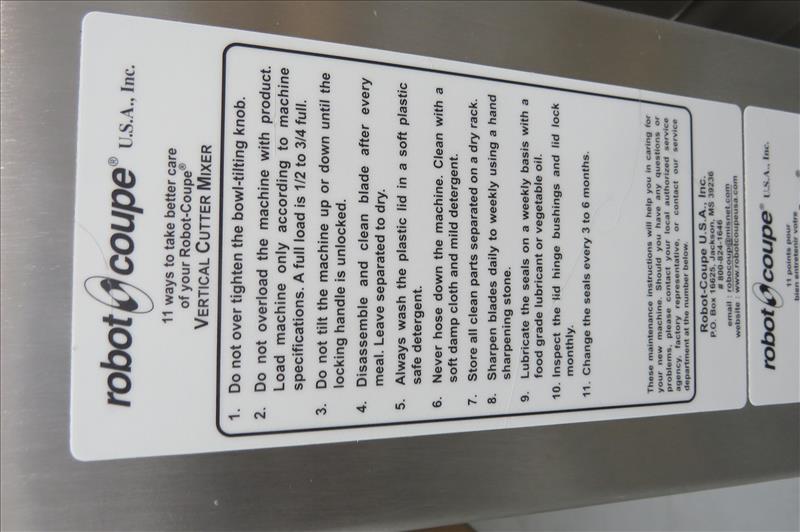 robot coupe® U.S.A., Inc.
11 ways to take better care
of your Robot-Coupe®
VERTICAL CUTTER MIXER
1. Do not over tighten the bowl-tilting knob.
2. Do not overload the machine with product.
Load machine only according to machine
specifications. A full load is 1/2 to 3/4 full.
3. Do not tilt the machine up or down until the
locking handle is unlocked.
4. Disassemble and clean blade after every
meal. Leave separated to dry.
5. Always wash the plastic lid in a soft plastic
safe detergent.
6. Never hose down the machine. Clean with a
soft damp cloth and mild detergent.
7. Store all clean parts separated on a dry rack.
8. Sharpen blades daily to weekly using a hand
sharpening stone.
9. Lubricate the seals on a weekly basis with a
food grade lubricant or vegetable oil.
10. Inspect the lid hinge bushings and lid lock
monthly.
11. Change the seals every 3 to 6 months.
These maintenance instructions will help you in caring for
your new machine. Should you have any questions or
problems, please contact your local authorized service
agency, factory representative, or contact our service
department at the number below.
Robot-Coupe U.S.A., Inc.
P.O. Box 16625, Jackson, MS 39236
# 800-824-1646
email : robocoup@misnet.com
website : www.robotcoupeusa.com
robot coupe® U.S.A., Inc.
11 points pour
bien entretenir votre